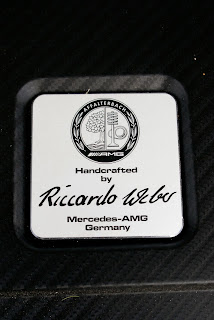 AFFALTERBACH
AMG
Handcrafted
by
Riccardo Weber
Mercedes-AMG
Germany